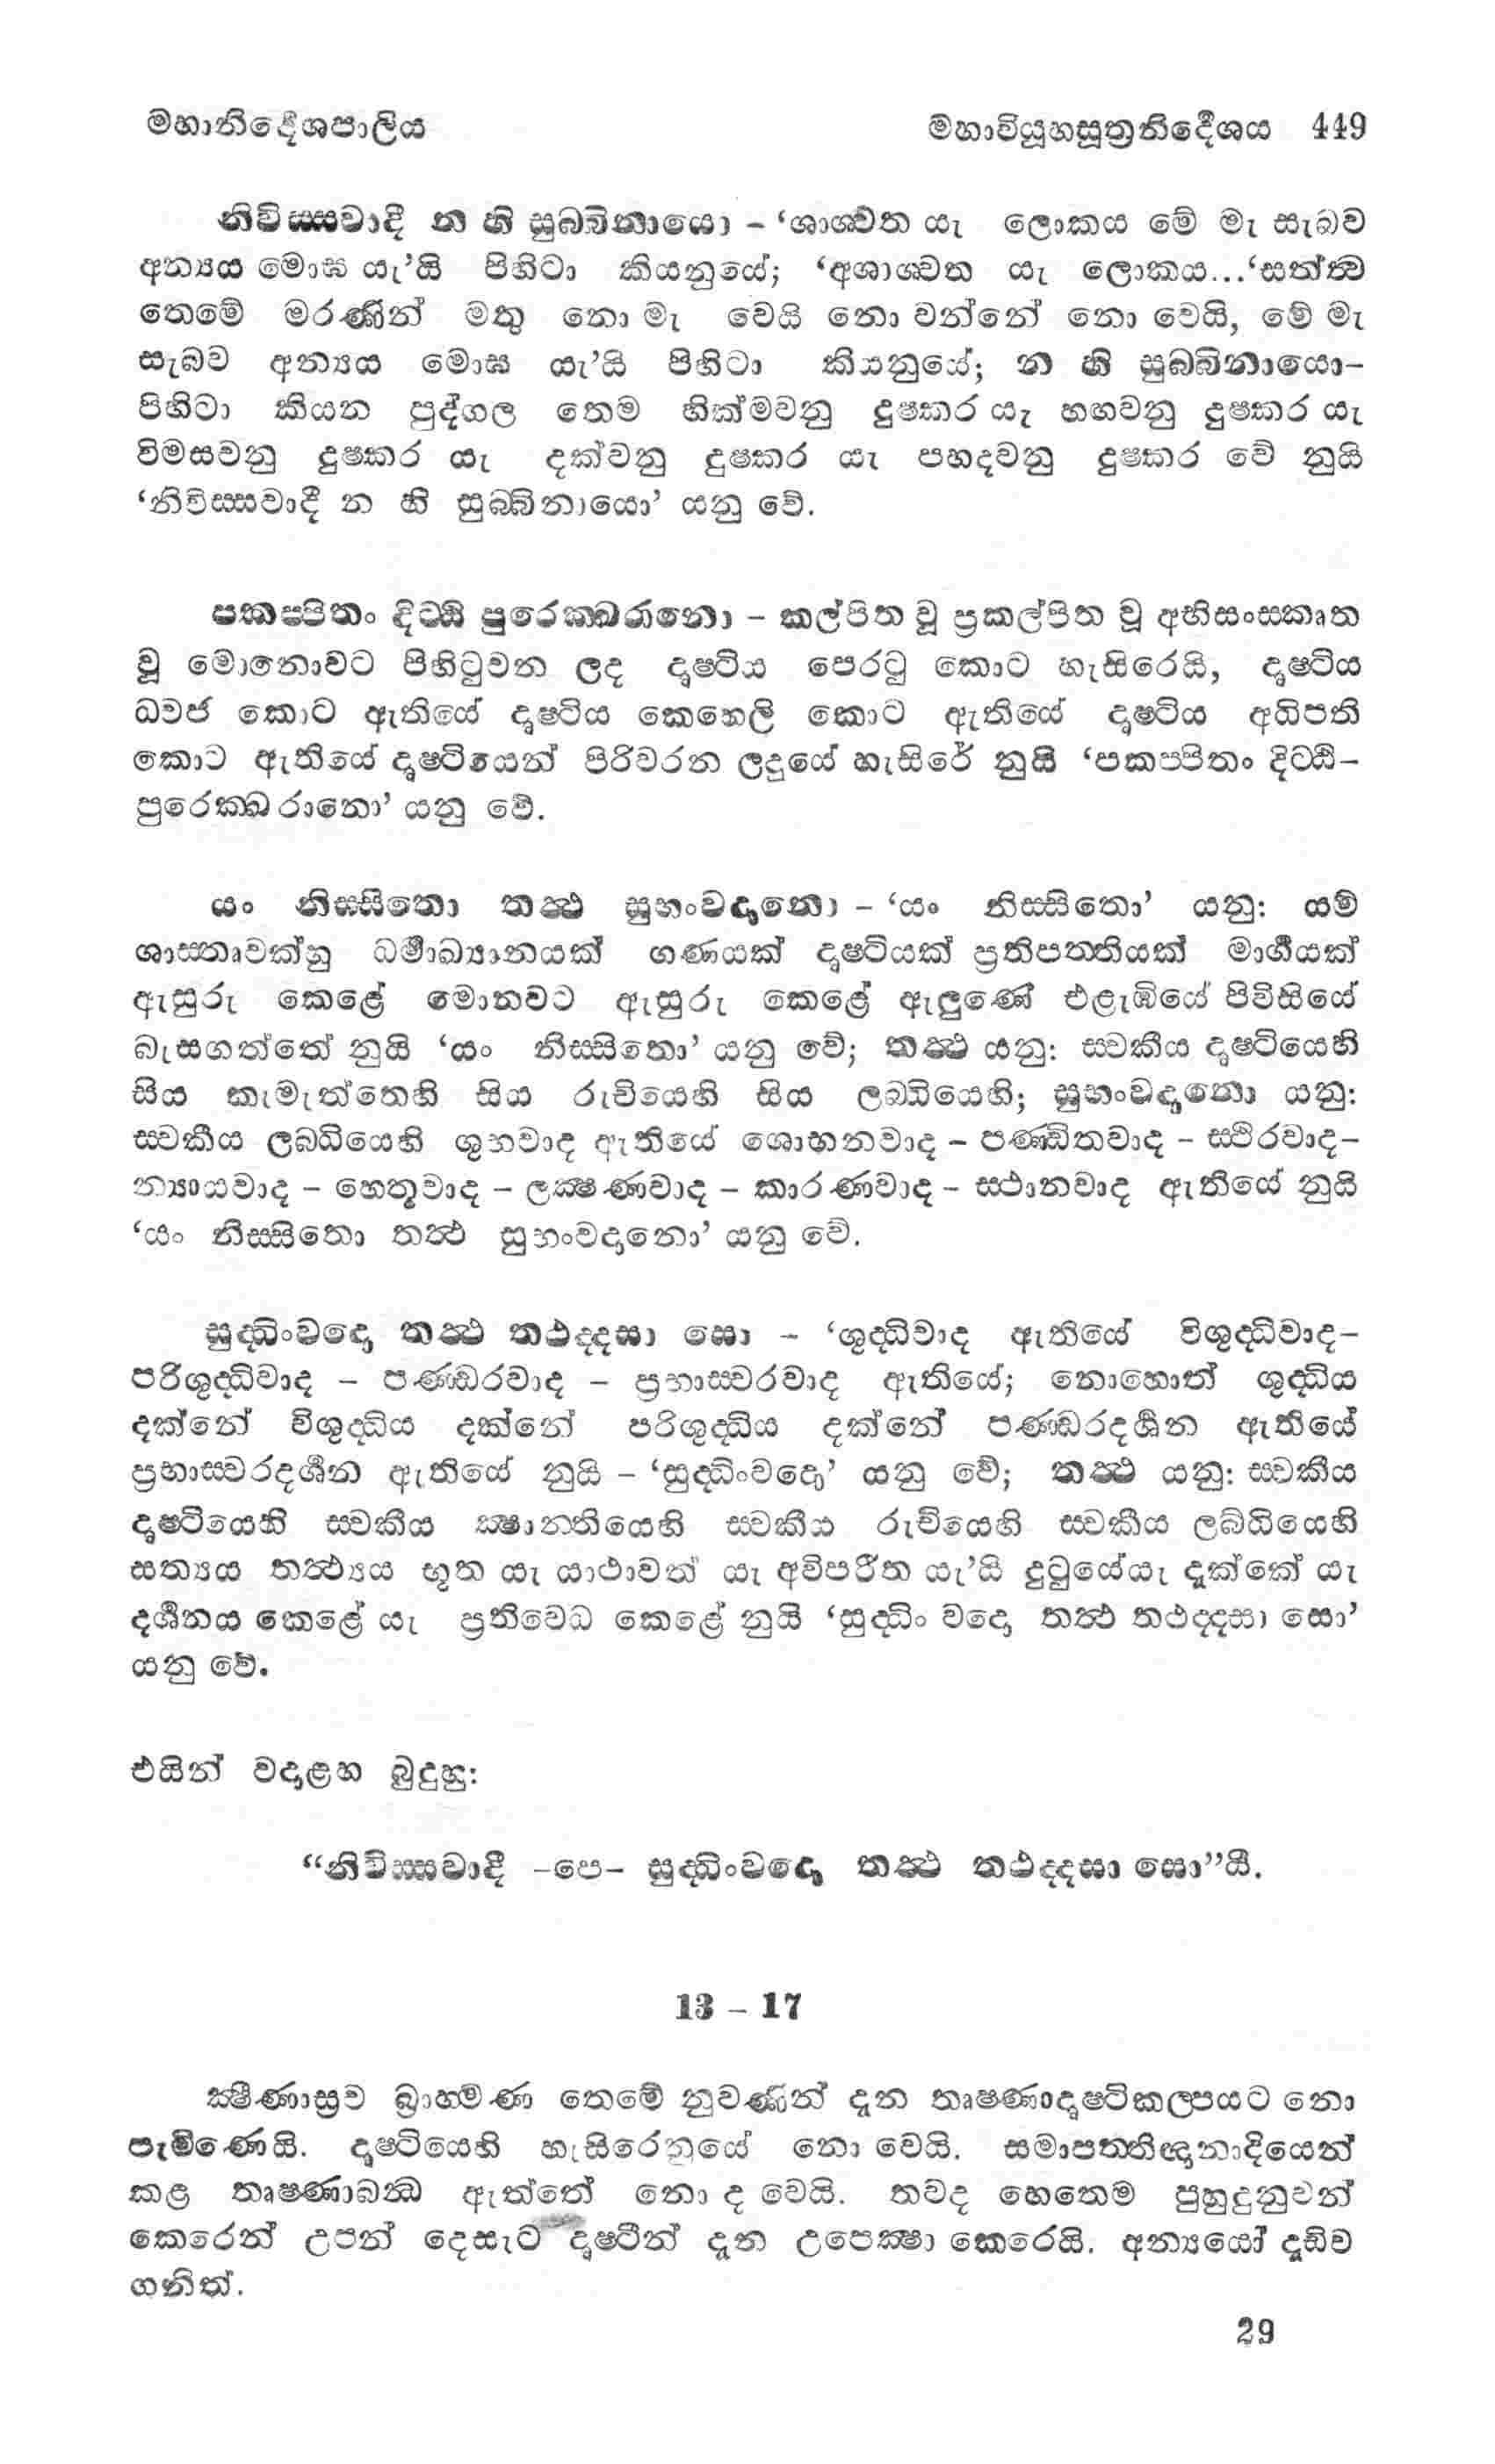 මහානිද්දේශපාලිය මහාවියූහසූත්‍රනිර්දේශය 449
නිවිස්සවාදී න හි සුබ්බිනායො – ‘ශාශ්වත යැ ලොකය මේ මැ සැබව
අන්‍යය මොඝ යැ’යි පිහිටා කියනුයේ; ‘අශාශ්වත යැ ලොකය...‘සත්ත්ව
තෙමේ මරණින් මතු නො මැ වෙයි නො වන්නේ නො වෙයි, මේ මැ
සැබව අන්‍යය මොඝ යැ’යි පිහිටා කියනුයේ; න හි සුබ්බිනායො–
පිහිටා කියන පුද්ගල තෙම හික්මවනු දුෂ්කර යැ හඟවනු දුෂ්කර යැ
විමසවනු දුෂ්කර යැ දක්වනු දුෂ්කර යැ පහදවනු දුෂ්කර වේ නුයි
‘නිවිස්සවාදී න හි සුබ්බිනායො’ යනු වේ.
පකප්පිතං දිට්ඨි පුරෙක්ඛරානො – කල්පිත වූ ප්‍රකල්පිත වූ අභිසංස්කෘත
වූ මොනොවට පිහිටුවන ලද දෘෂ්ටිය පෙරටු කොට හැසිරෙයි, දෘෂ්ටිය
ධ්වජ කොට ඇතියේ දෘෂ්ටිය කෙහෙලි කොට ඇතියේ දෘෂ්ටිය අධිපති
කොට ඇතියේ දෘෂ්ටියෙන් පිරිවරන ලදුයේ හැසිරේ නුයි ‘පකප්පිතං දිට්ඨි–
පුරෙක්ඛරානො’ යනු වේ.
යං නිස්සිතො තත්ථ සුභංවදානො – ‘යං නිස්සිතො’ යනු: යම්
ශාස්තෘවක්හු ධර්මාඛ්‍යානයක් ගණයක් දෘෂ්ටියක් ප්‍රතිපත්තියක් මාර්ගයක්
ඇසුරු කෙළේ මොනවට ඇසුරු කෙළේ ඇලුණේ එළැඹියේ පිවිසියේ
බැසගත්තේ නුයි ‘යං නිස්සිතො’ යනු වේ; තත්ථ යනු: ස්වකීය දෘෂ්ටියෙහි
සිය කැමැත්තෙහි සිය රුචියෙහි සිය ලබ්ධියෙහි; සුභංවදානො යනු:
ස්වකීය ලබ්ධියෙහි ශුභවාද ඇතියේ ශොභනවාද – පණ්ඩිතවාද – ස්ථිරවාද–
න්‍යායවාද – හෙතුවාද – ලක්ෂණවාද – කාරණවාද – ස්ථානවාද ඇතියේ නුයි
‘යං නිස්සිතො තත්ථ සුභංවදානො’ යනු වේ.
සුද්ධිංවදො තත්ථ තථද්දසා සො – ‘ශුද්ධිවාද ඇතියේ විශුද්ධිවාද–
පරිශුද්ධිවාද – පණ්ඩරවාද – ප්‍රභාස්වරවාද ඇතියේ; නොහොත් ශුද්ධිය
දක්නේ විශුද්ධිය දක්නේ පරිශුද්ධිය දක්නේ පණ්ඩරදර්ශන ඇතියේ
ප්‍රභාස්වරදර්ශන ඇතියේ නුයි – ‘සුද්ධිංවදො’ යනු වේ; තත්ථ යනු: ස්වකීය
දෘෂ්ටියෙහි ස්වකීය ක්ෂාන්තියෙහි ස්වකීය රුචියෙහි ස්වකීය ලබ්ධියෙහි
සත්‍යය තත්ථ්‍යය භූත යැ යාථාවත් යැ අවිපරීත යැ’යි දුටුයේයැ දැක්කේ යැ
දර්ශනය කෙළේ යැ ප්‍රතිවෙධ කෙළේ නුයි ‘සුද්ධිං වදො තත්ථ තථද්දසා සො’
යනු වේ.
එයින් වදාළහ බුදුහු:
“නිවිස්සවාදී –පෙ– සුද්ධිංවදො තත්ථ තථද්දසා සො”යී.
13 – 17
ක්ෂීණාස්‍රව බ්‍රාහ්මණ තෙමේ නුවණින් දැන තෘෂ්ණාදෘෂ්ටිකල්පයට නො
පැමිණෙයි. දෘෂ්ටියෙහි හැසිරෙනුයේ නො වෙයි. සමාපත්තිඥානාදියෙන්
කළ තෘෂ්ණාබන්ධ ඇත්තේ නො ද වෙයි. තවද හෙතෙම පුහුදුනුවන්
කෙරෙන් උපන් දෙසැට දෘෂ්ටීන් දැන උපෙක්ෂා කෙරෙයි. අන්‍යයෝ දැඩිව
ගනිත්.
29